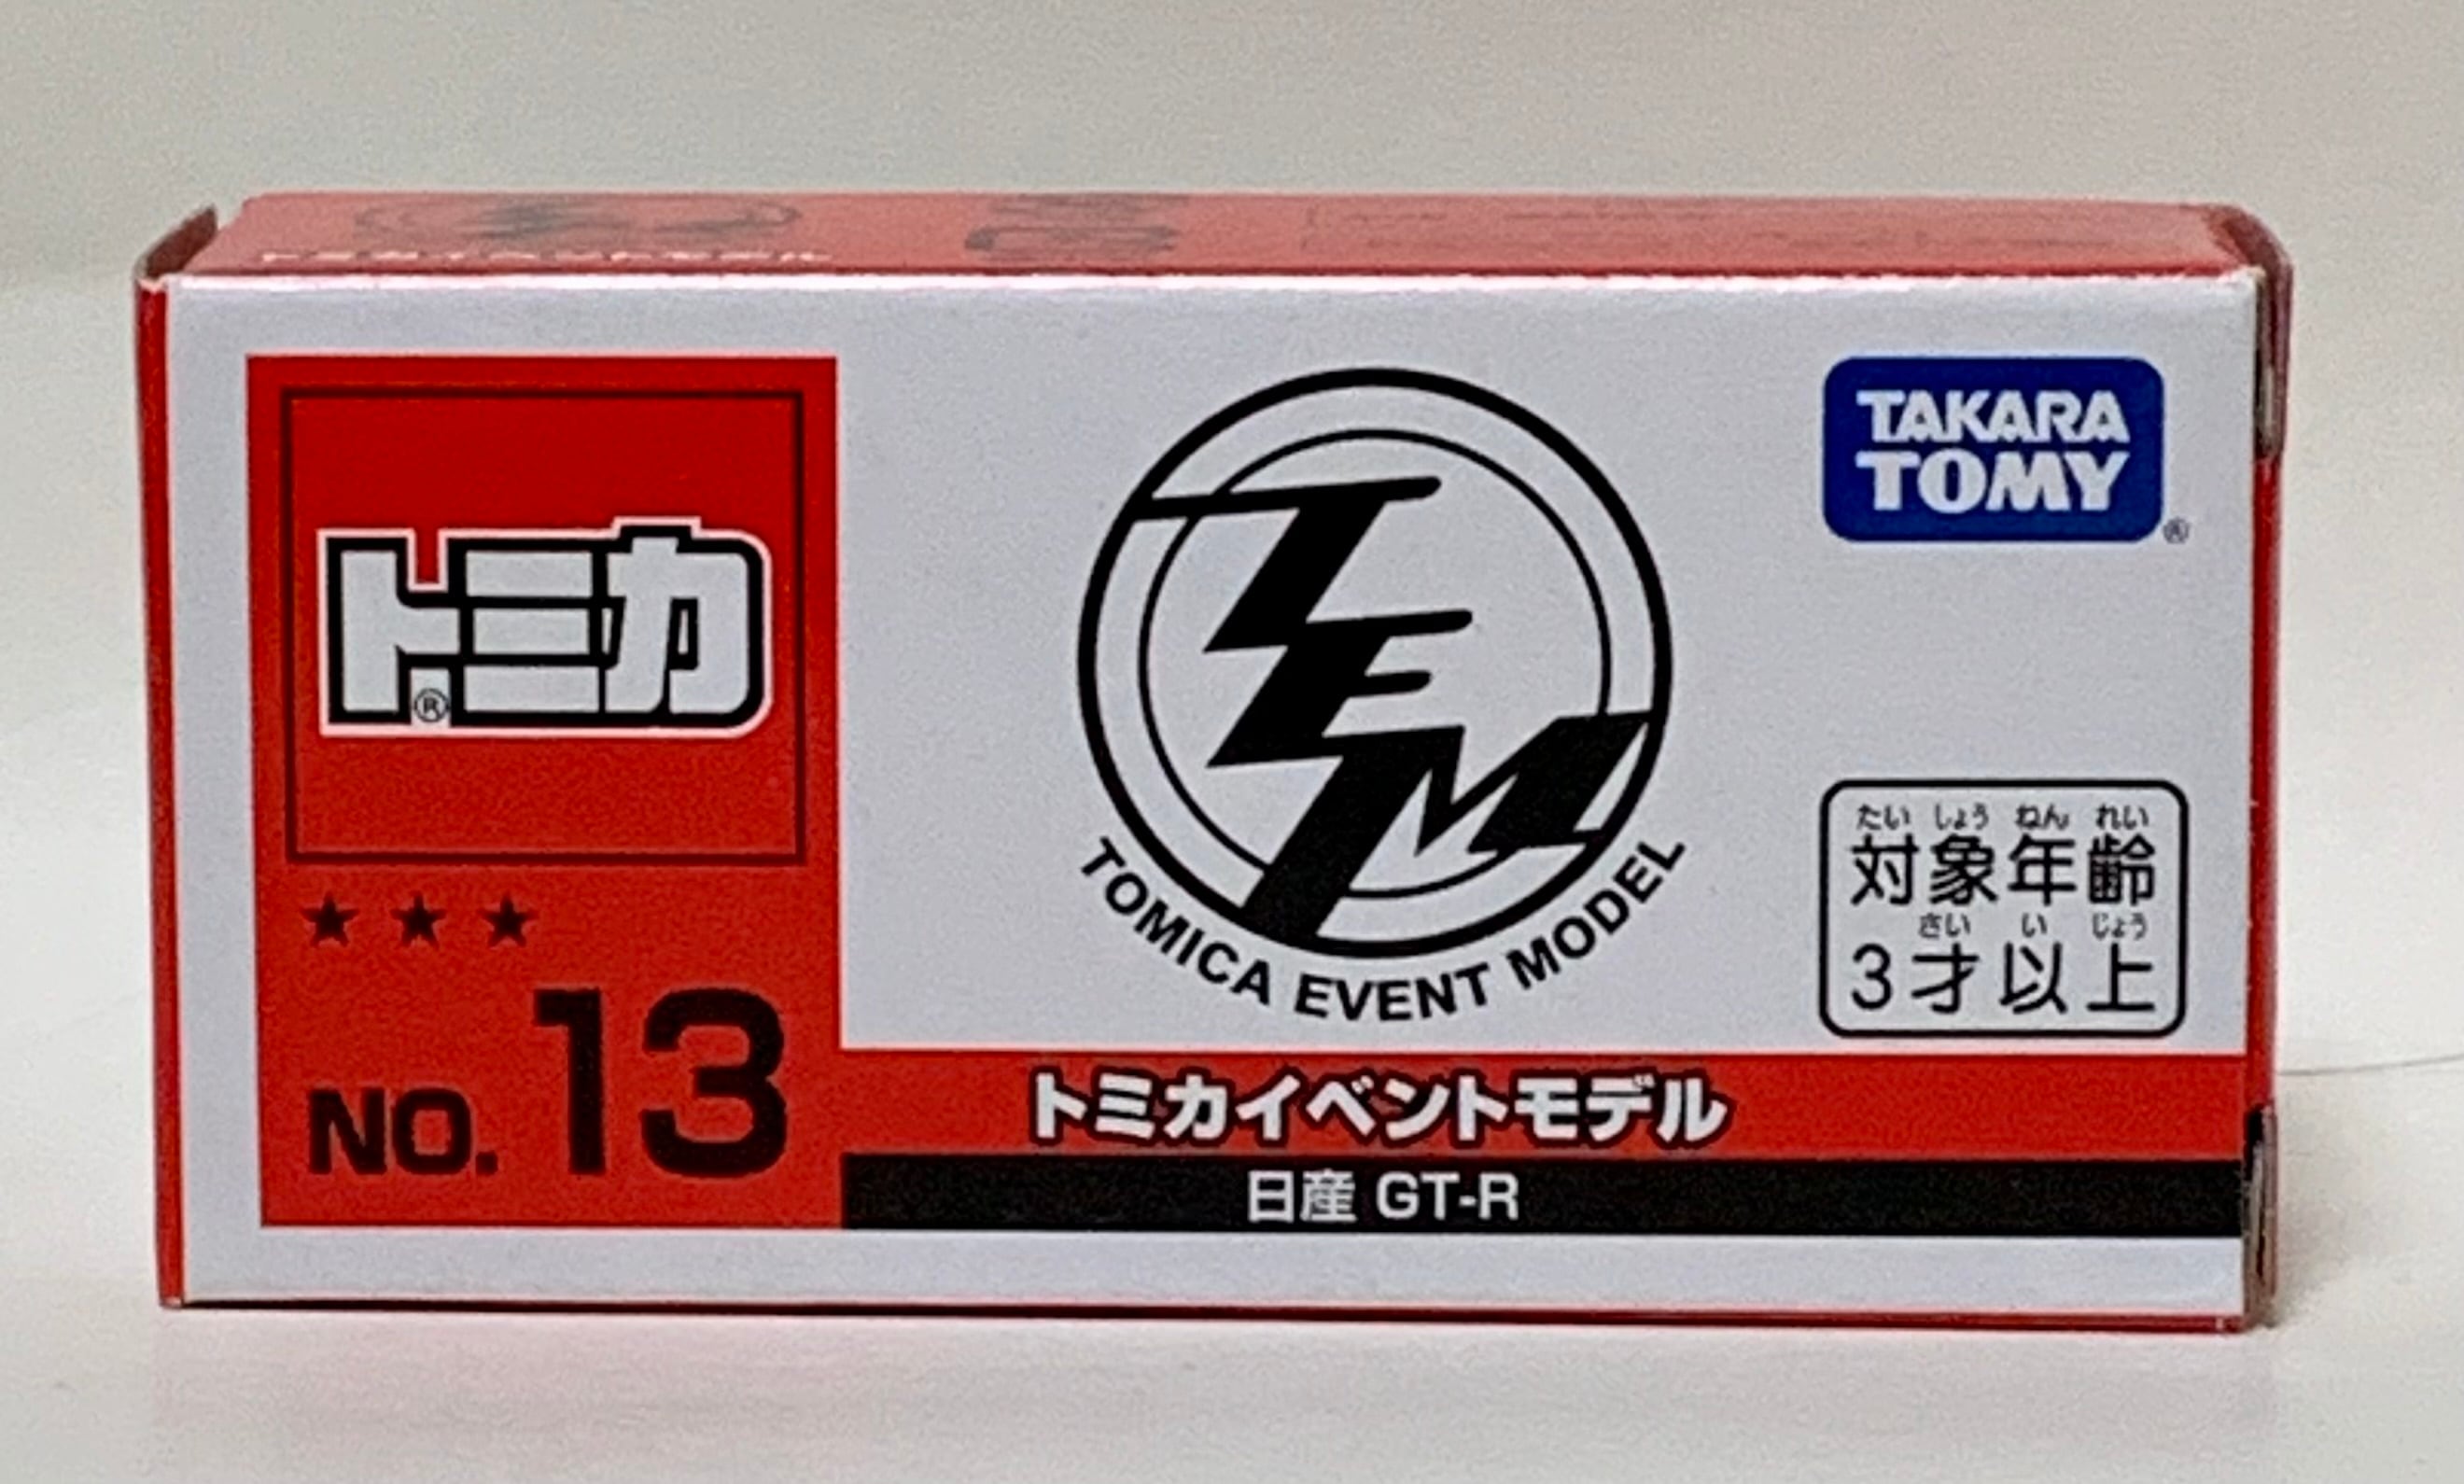 トミカ
®
★ ★ ★
NO. 13
TEM
TOMICA EVENT MODEL
TAKARA
TOMY
®
たいしょうねんれい
対象年齢
さいいじょう
3才以上
トミカイベントモデル
日産 GT-R